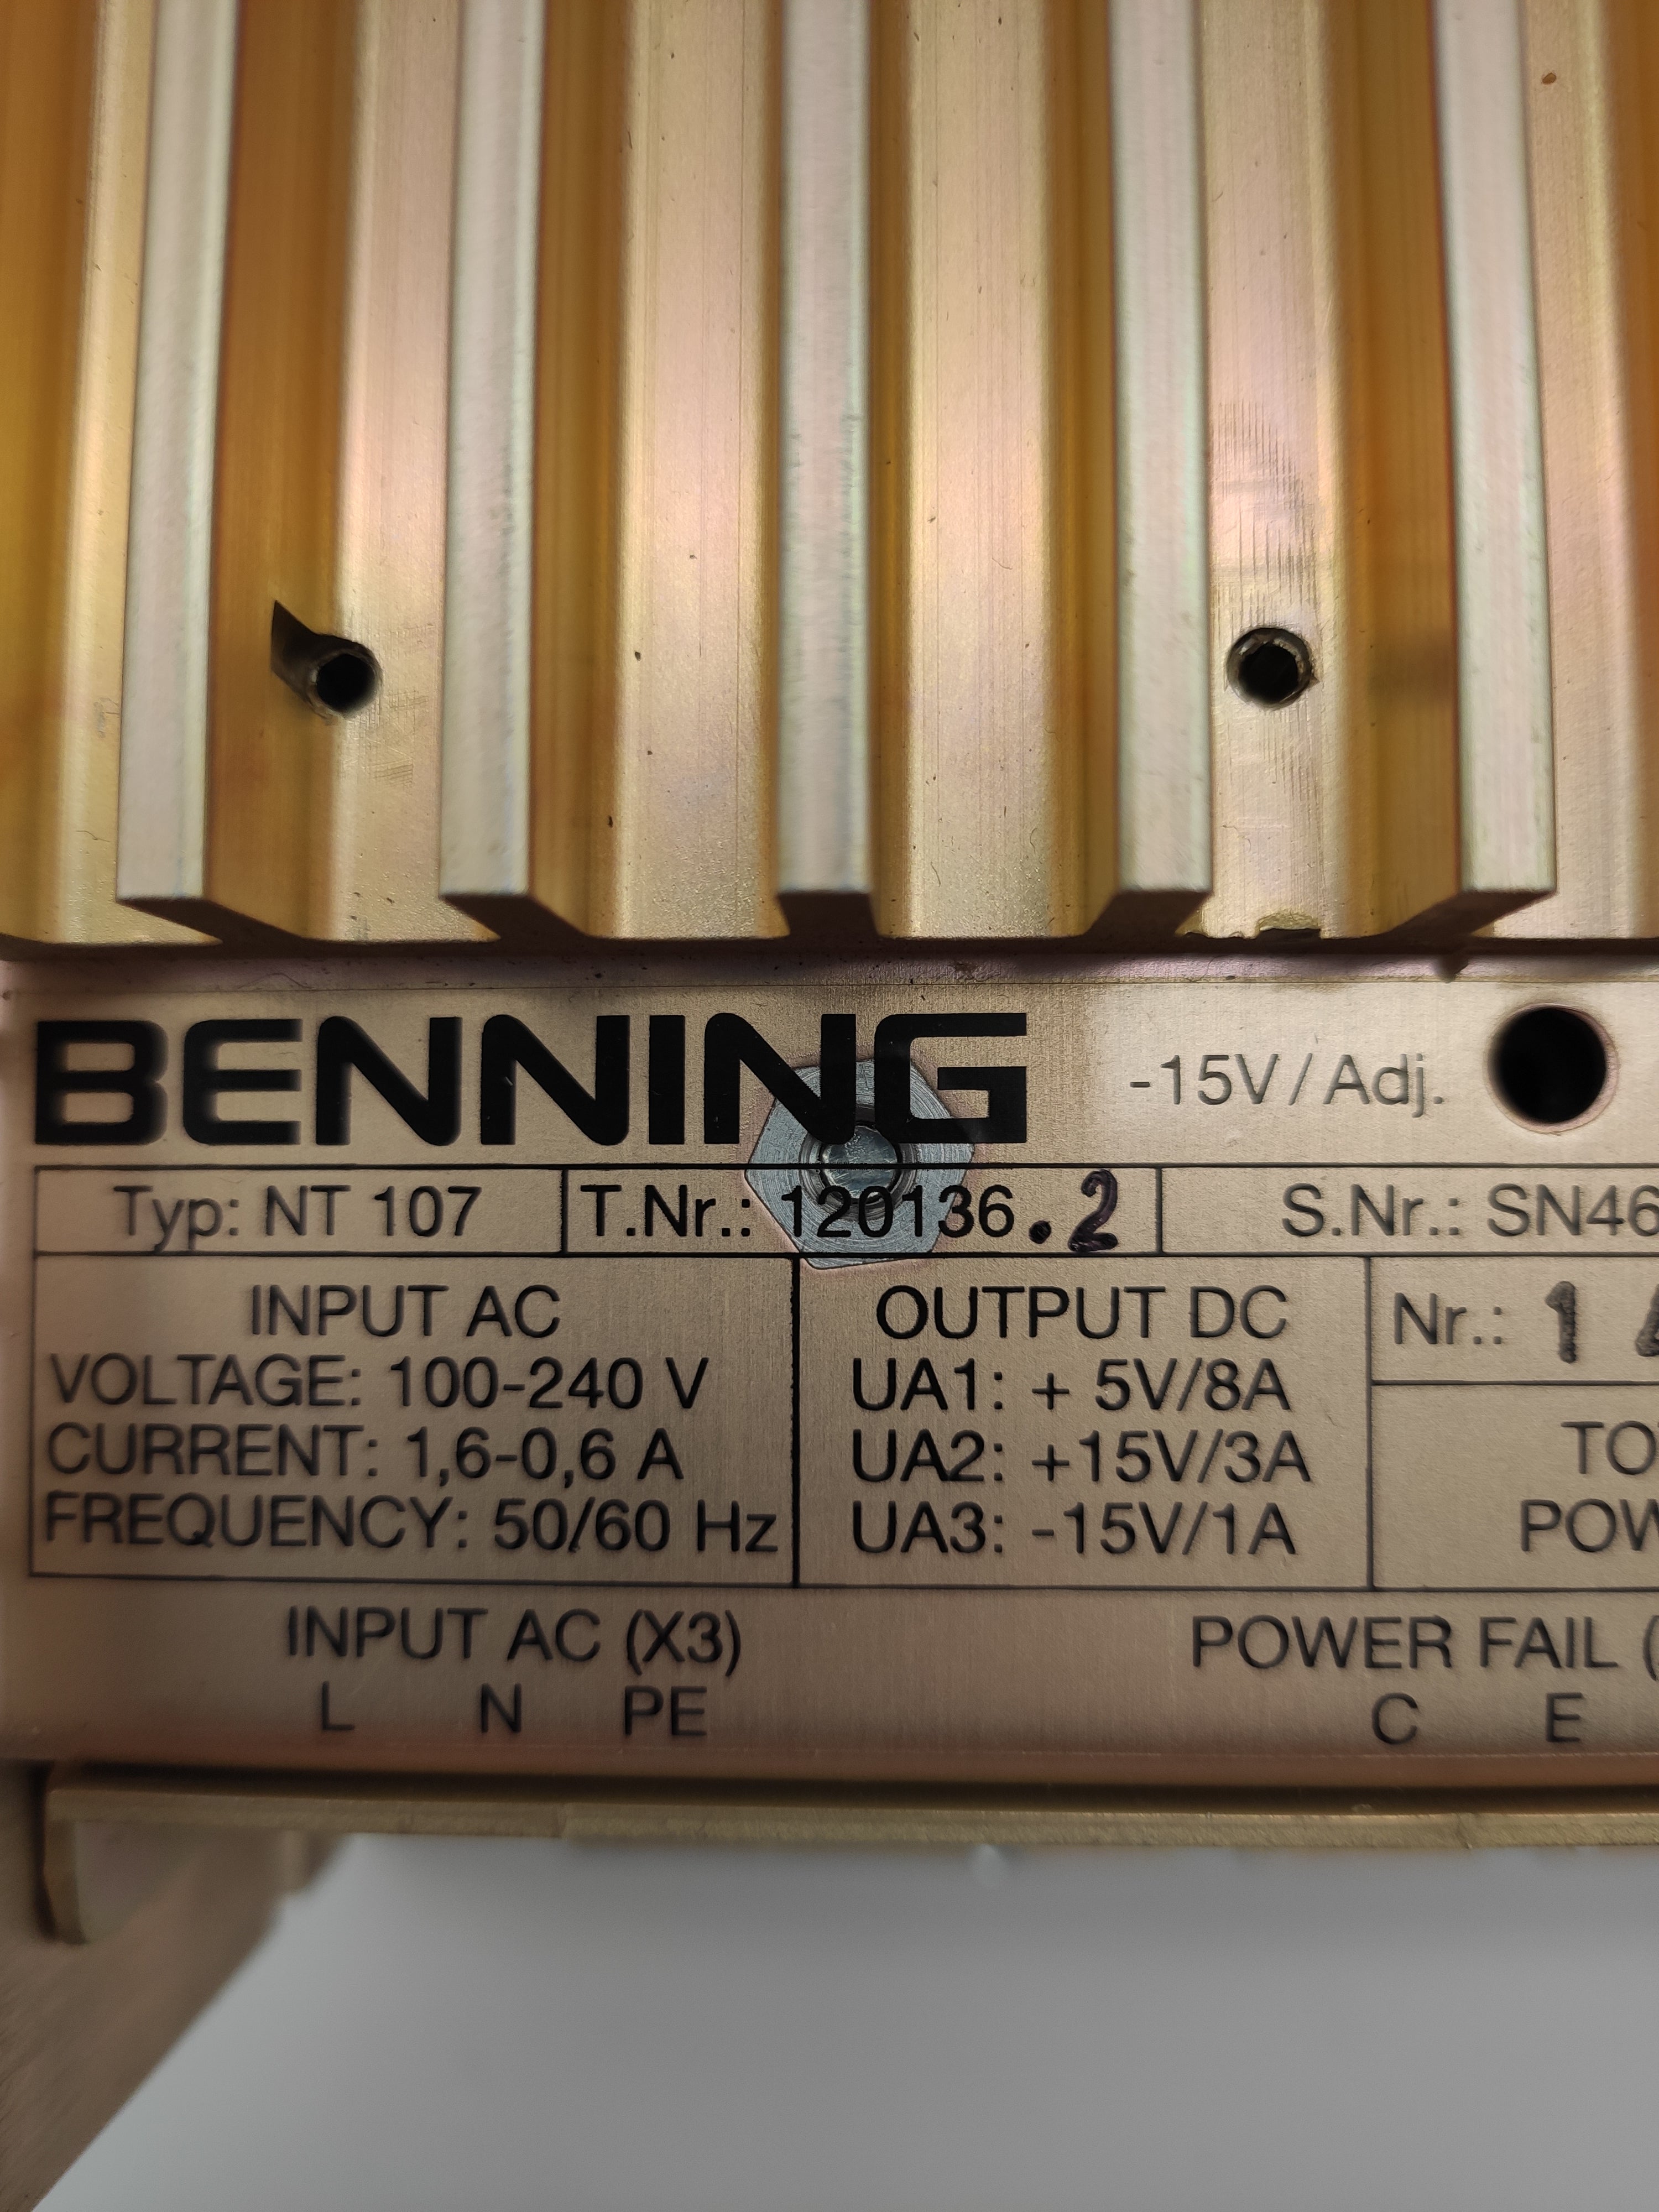 BENNING
-15V/Adj.
Typ: NT 107 T.Nr.: 120136.2 S.Nr.: SN46
INPUT AC
VOLTAGE: 100-240 V
CURRENT: 1,6-0,6 A
FREQUENCY: 50/60 Hz
OUTPUT DC
UA1: + 5V/8A
UA2: +15V/3A
UA3: -15V/1A
Nr.: 1
INPUT AC (X3)
L N PE
POWER FAIL (
C E